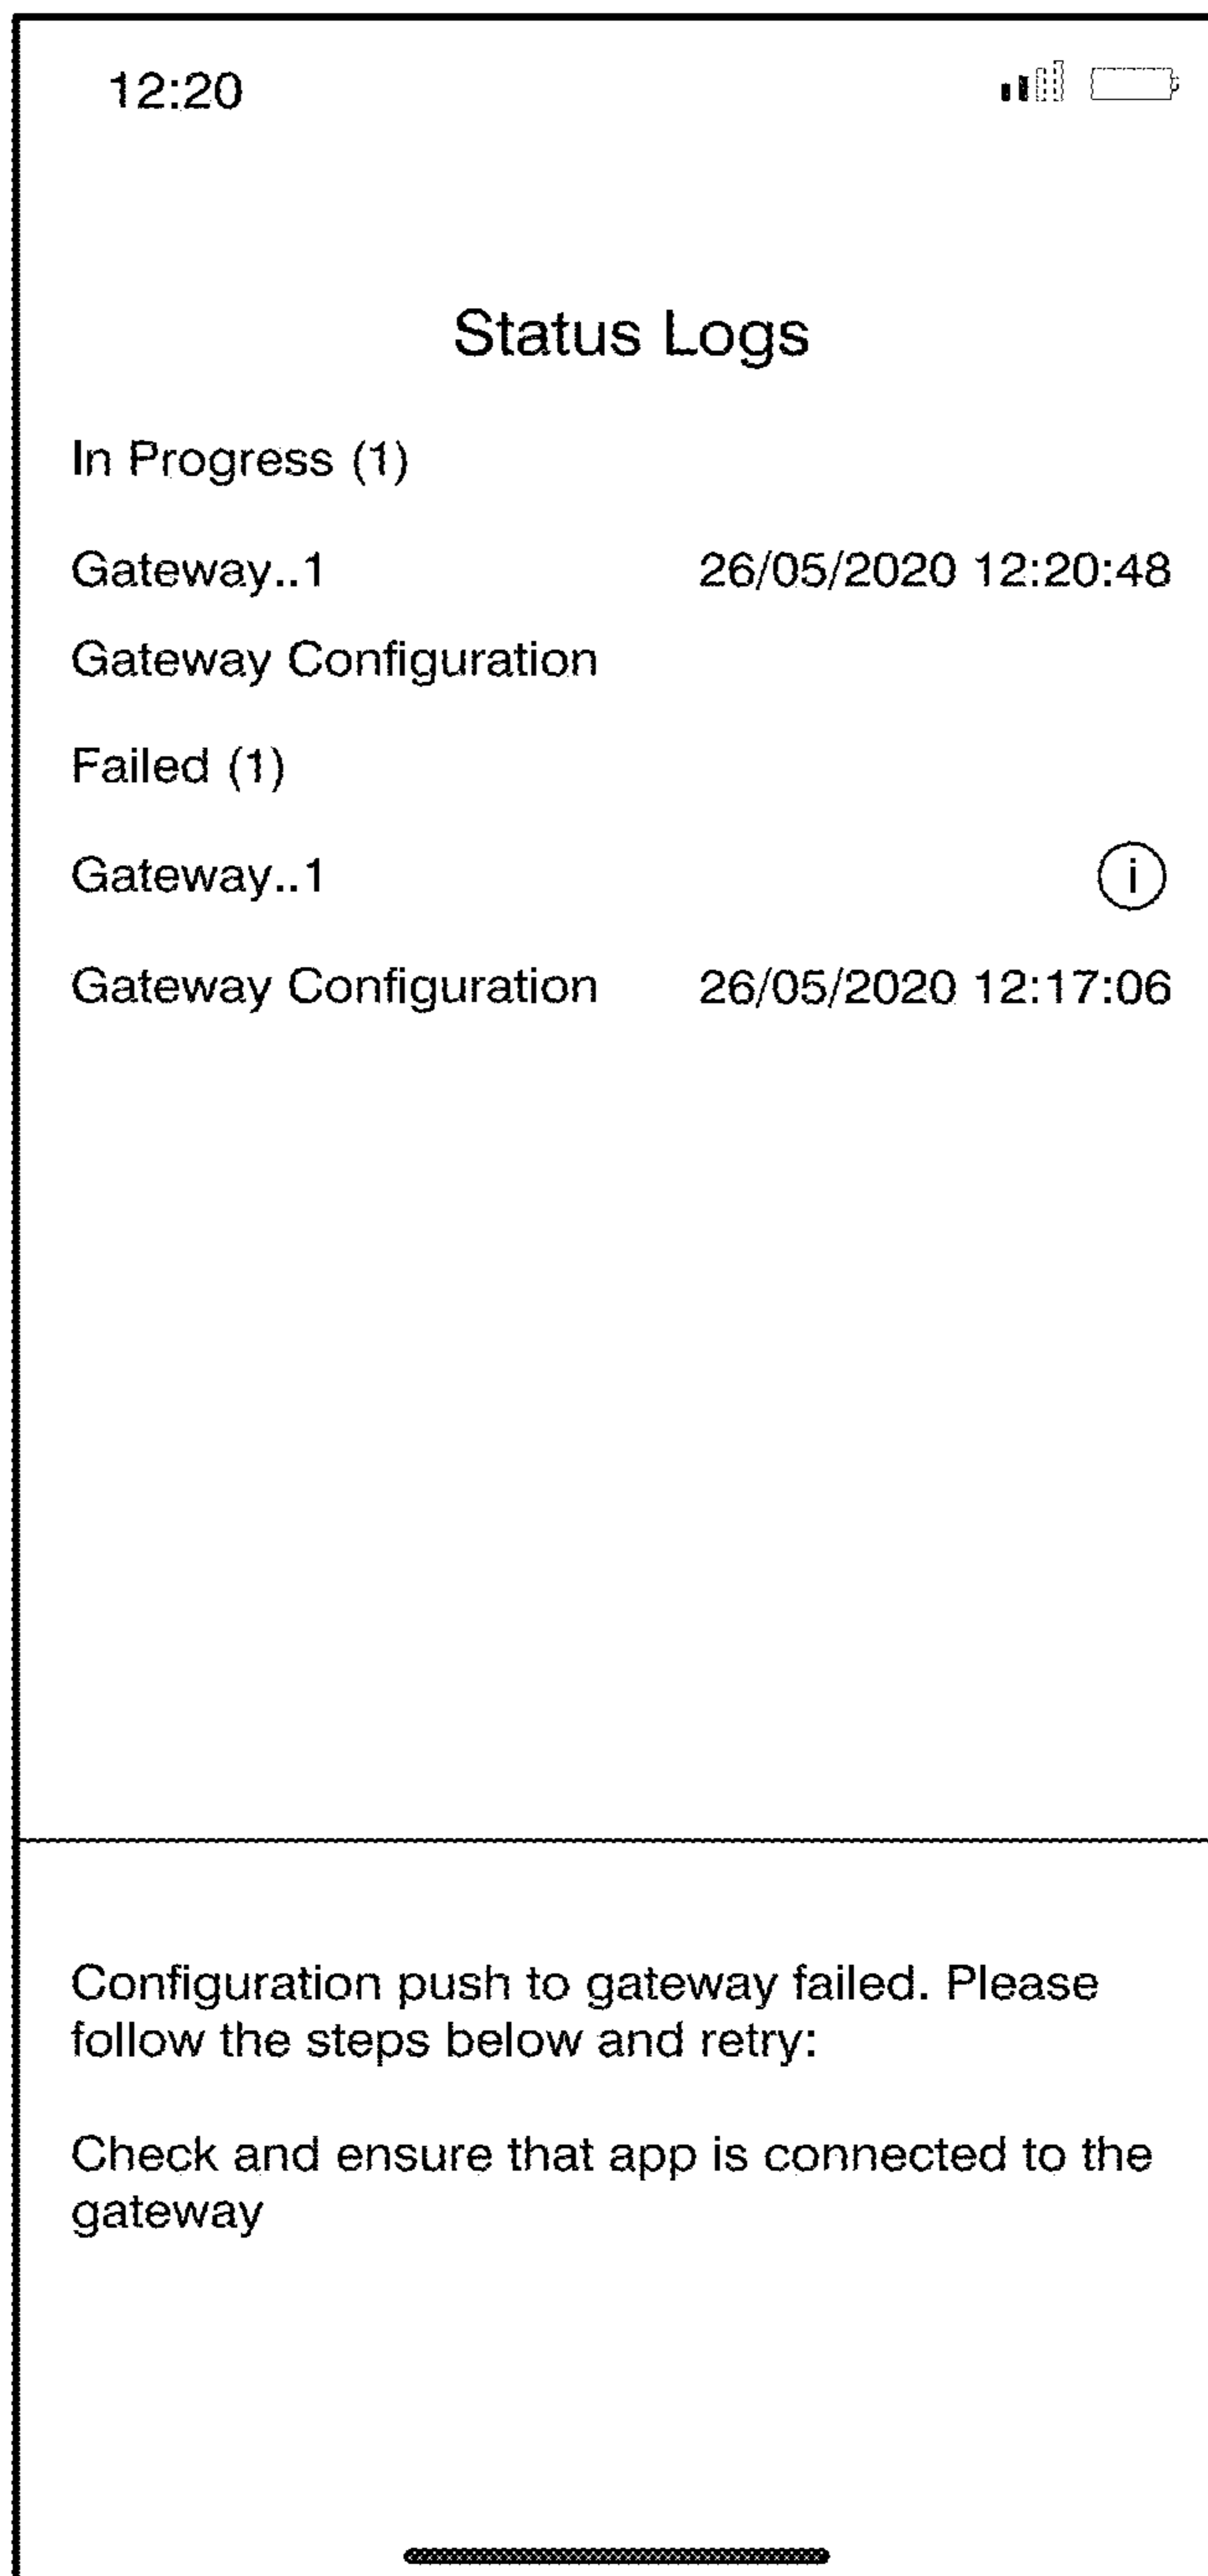 12:20
Status Logs
In Progress (1)
Gateway..1 26/05/2020 12:20:48
Gateway Configuration
Failed (1)
Gateway..1 i
Gateway Configuration 26/05/2020 12:17:06
Configuration push to gateway failed. Please
follow the steps below and retry:
Check and ensure that app is connected to the
gateway